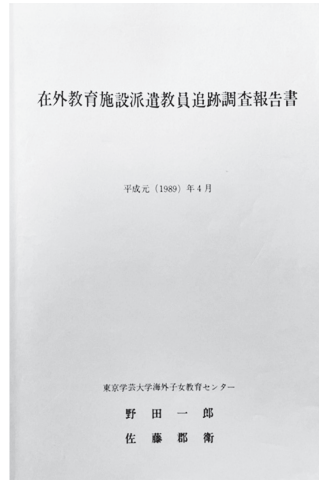 在外教育施設派遣教員追跡調査報告書
平成元（1989）年4月
東京学芸大学海外子女教育センター
野田一郎
佐藤郡衛